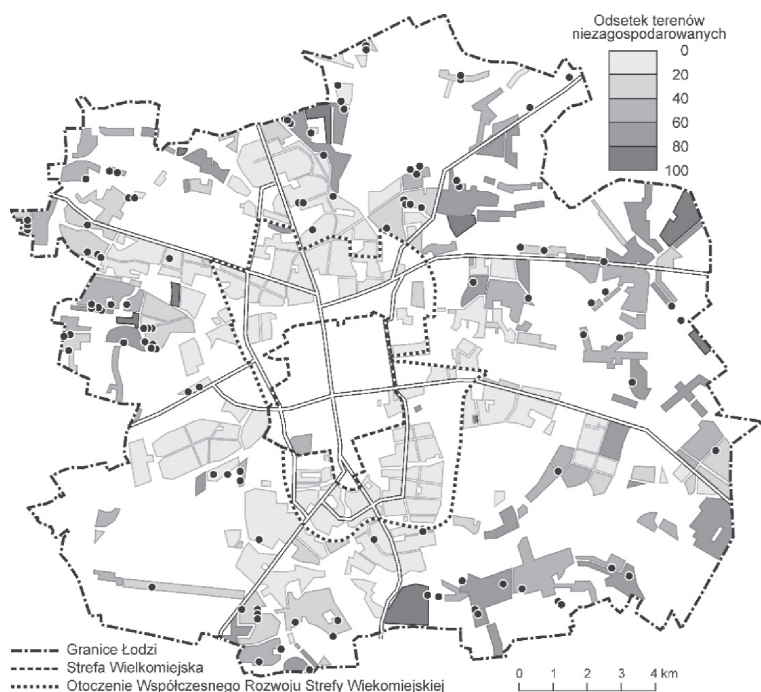 Odsetek terenów
niezagospodarowanych
0
20
40
60
80
100
Granice Łodzi
Strefa Wielkomiejska
Otoczenie Współczesnego Rozwoju Strefy Wiekomiejskiej
0 1 2 3 4 km